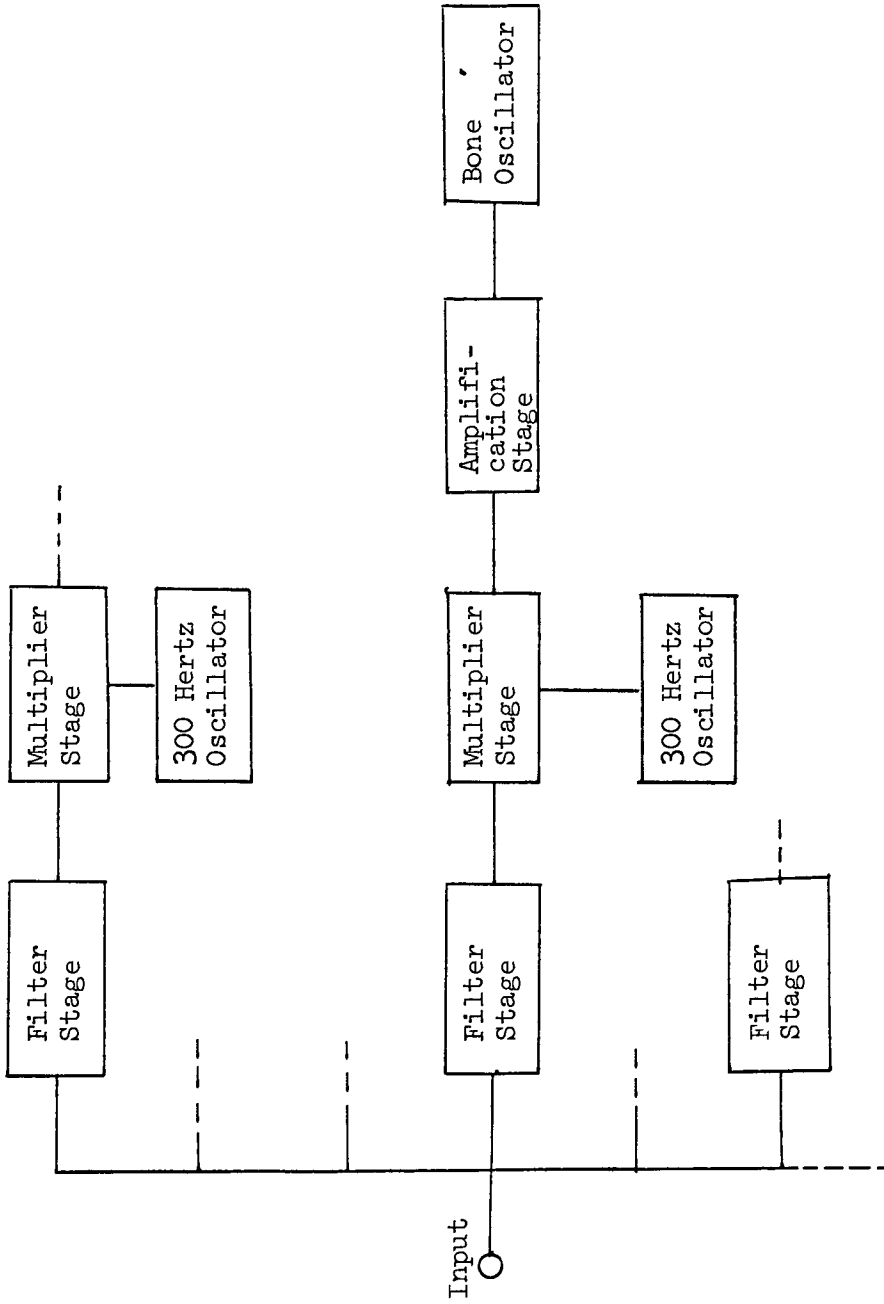 Filter
Stage
Multiplier
Stage
300 Hertz
Oscillator
Input
Filter
Stage
Multiplier
Stage
300 Hertz
Oscillator
Amplifi-
cation
Stage
Bone
Oscillator
Filter
Stage